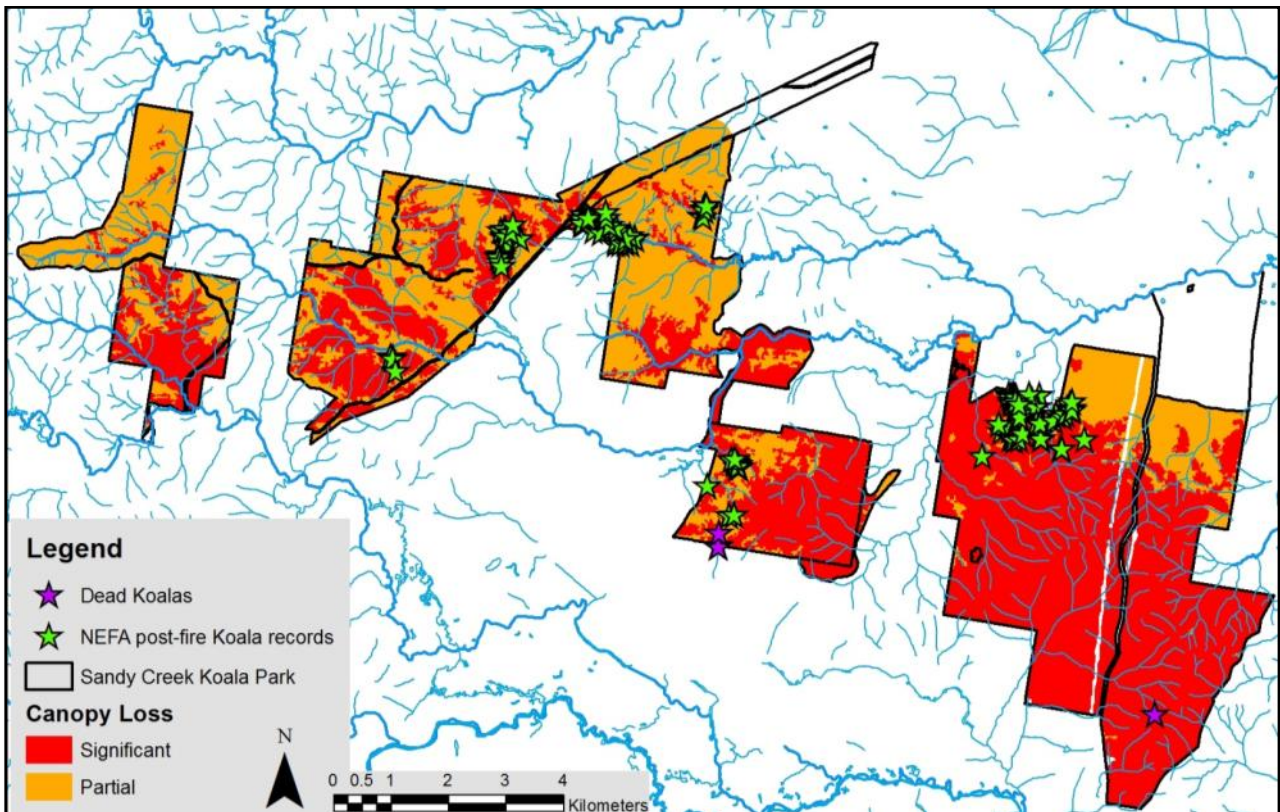 Legend
Dead Koalas
NEFA post-fire Koala records
Sandy Creek Koala Park
Canopy Loss
Significant
Partial
N
0 0.5 1 2 3 4
Kilometers